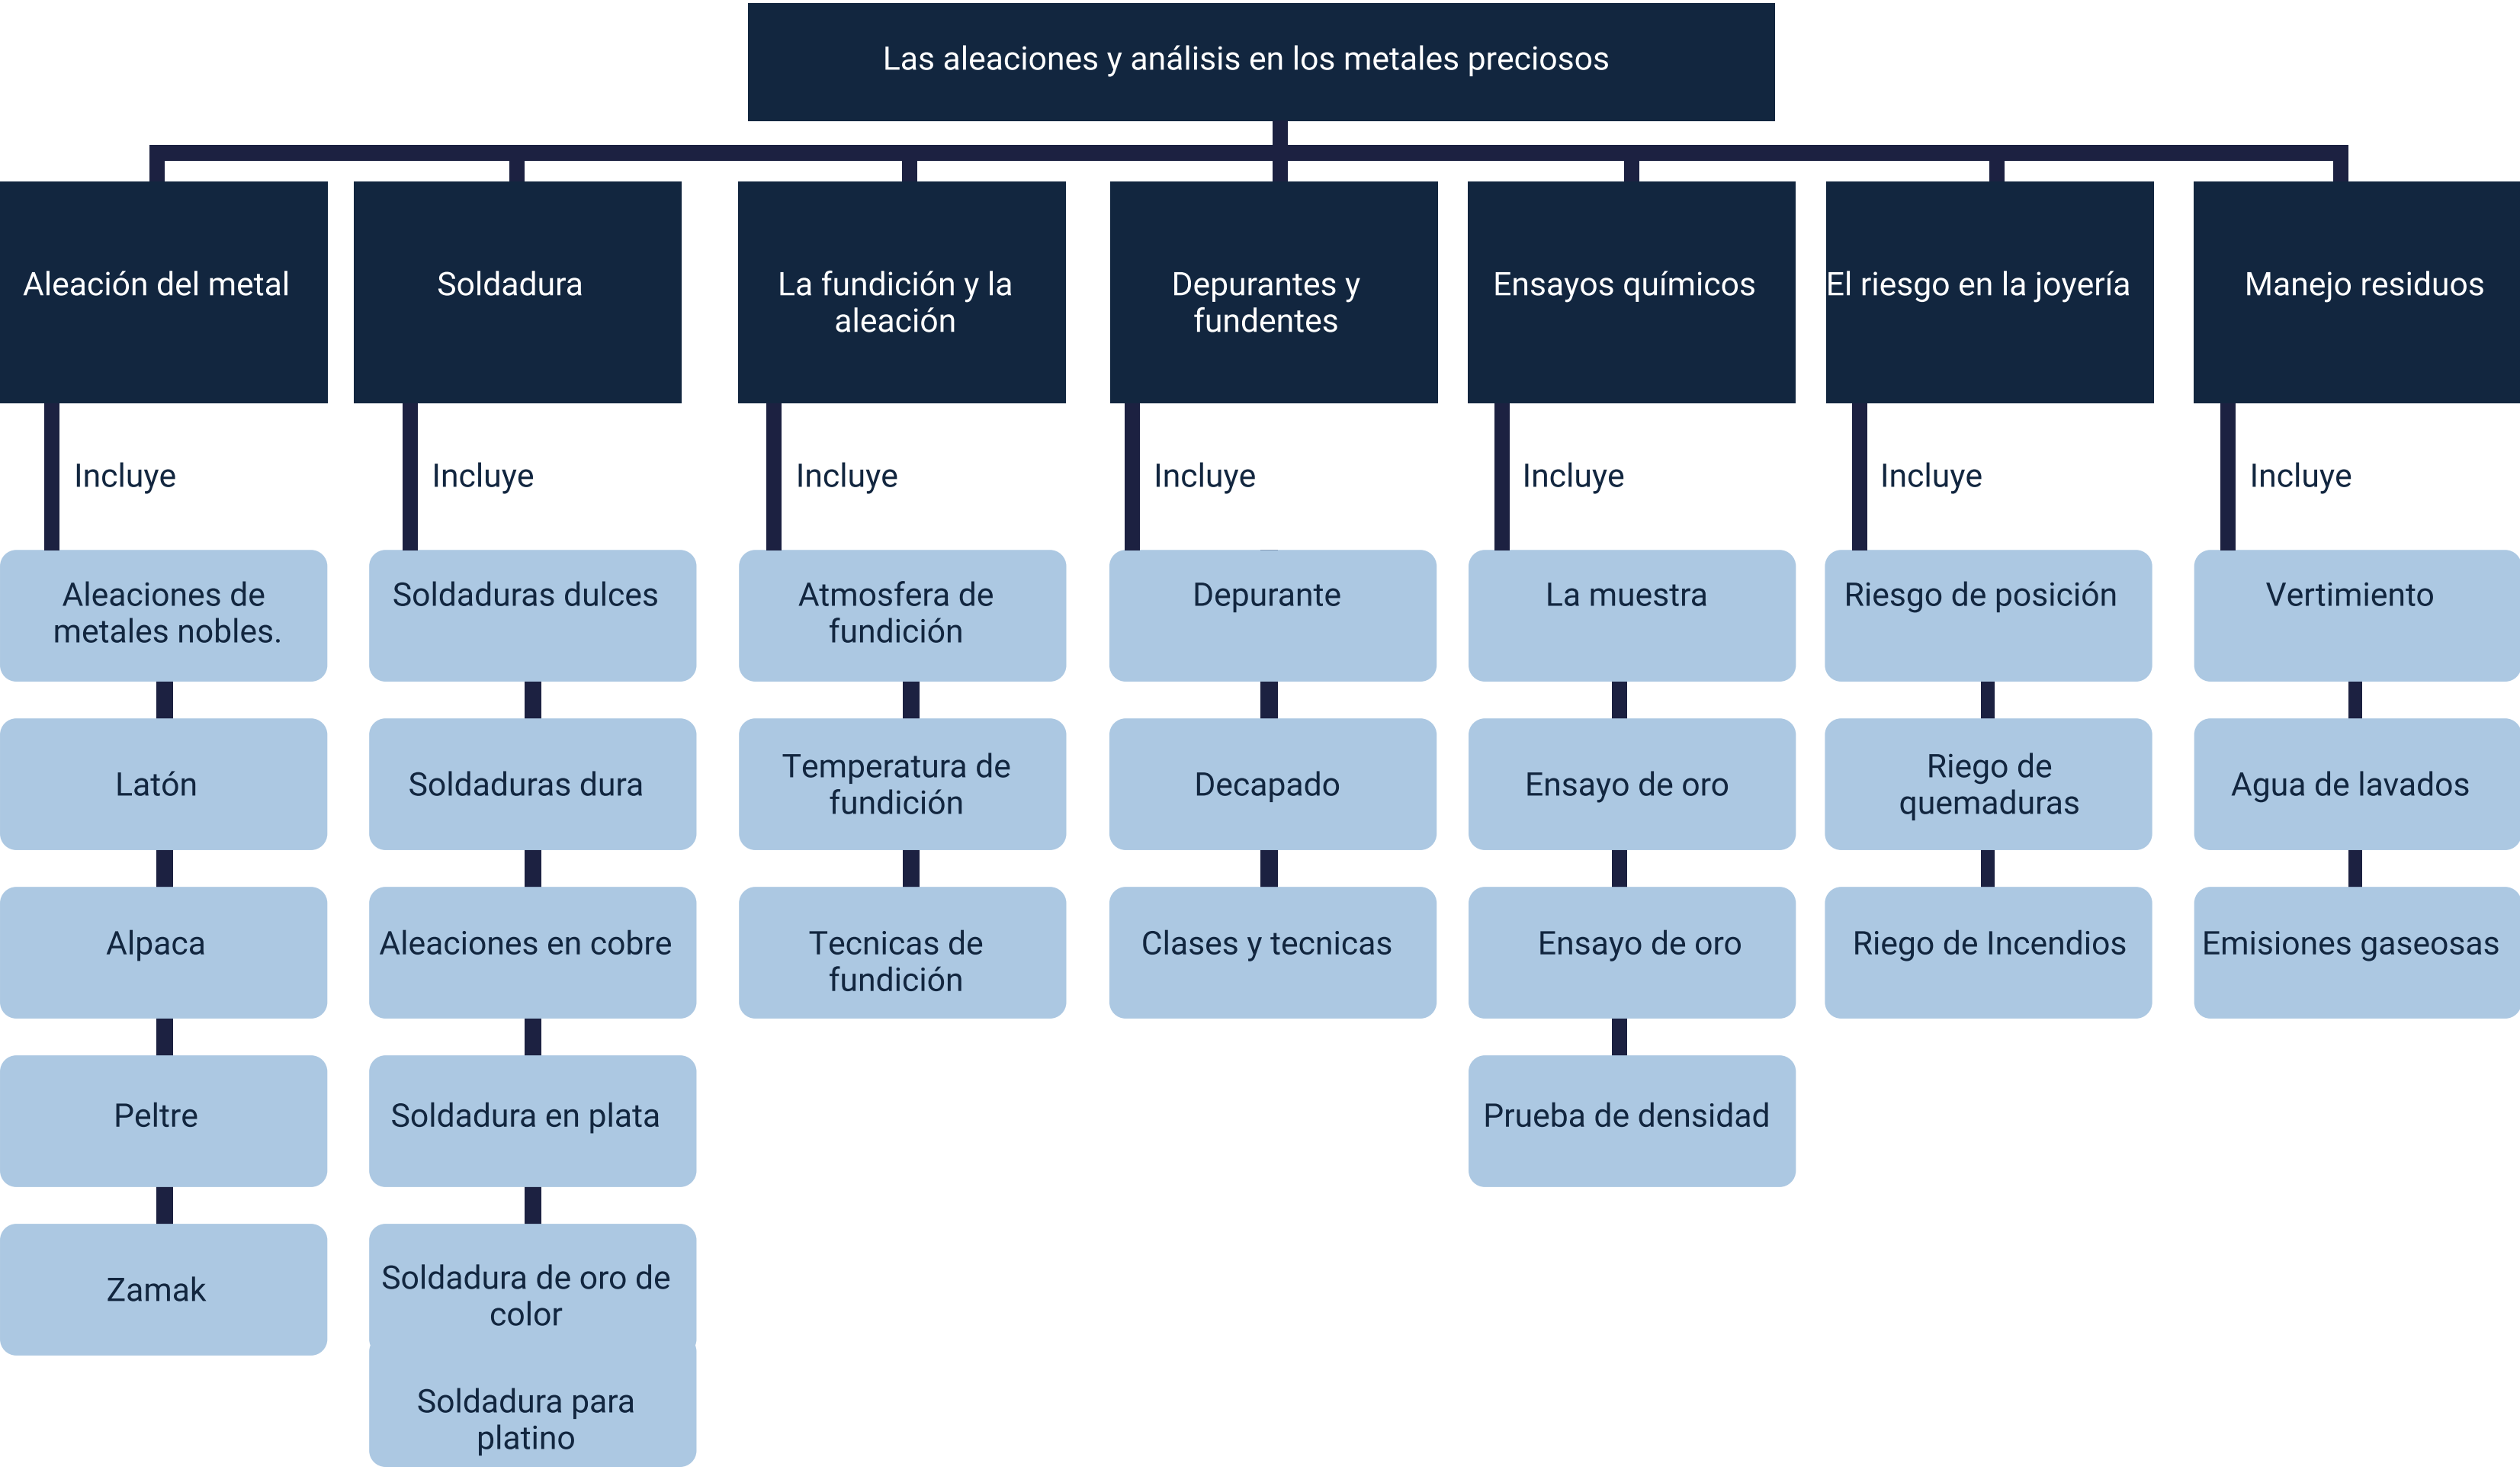 Las aleaciones y análisis en los metales preciosos
Aleación del metal
Soldadura
La fundición y la
aleación
Depurantes y
fundentes
Ensayos químicos
El riesgo en la joyería
Manejo residuos
Incluye
Incluye
Incluye
Incluye
Incluye
Incluye
Incluye
Aleaciones de
metales nobles.
Latón
Alpaca
Peltre
Zamak
Soldaduras dulces
Soldaduras dura
Aleaciones en cobre
Soldadura en plata
Soldadura de oro de
color
Soldadura para
platino
Atmosfera de
fundición
Temperatura de
fundición
Tecnicas de
fundición
Depurante
Decapado
Clases y tecnicas
La muestra
Ensayo de oro
Ensayo de oro
Prueba de densidad
Riesgo de posición
Riego de
quemaduras
Riego de Incendios
Vertimiento
Agua de lavados
Emisiones gaseosas